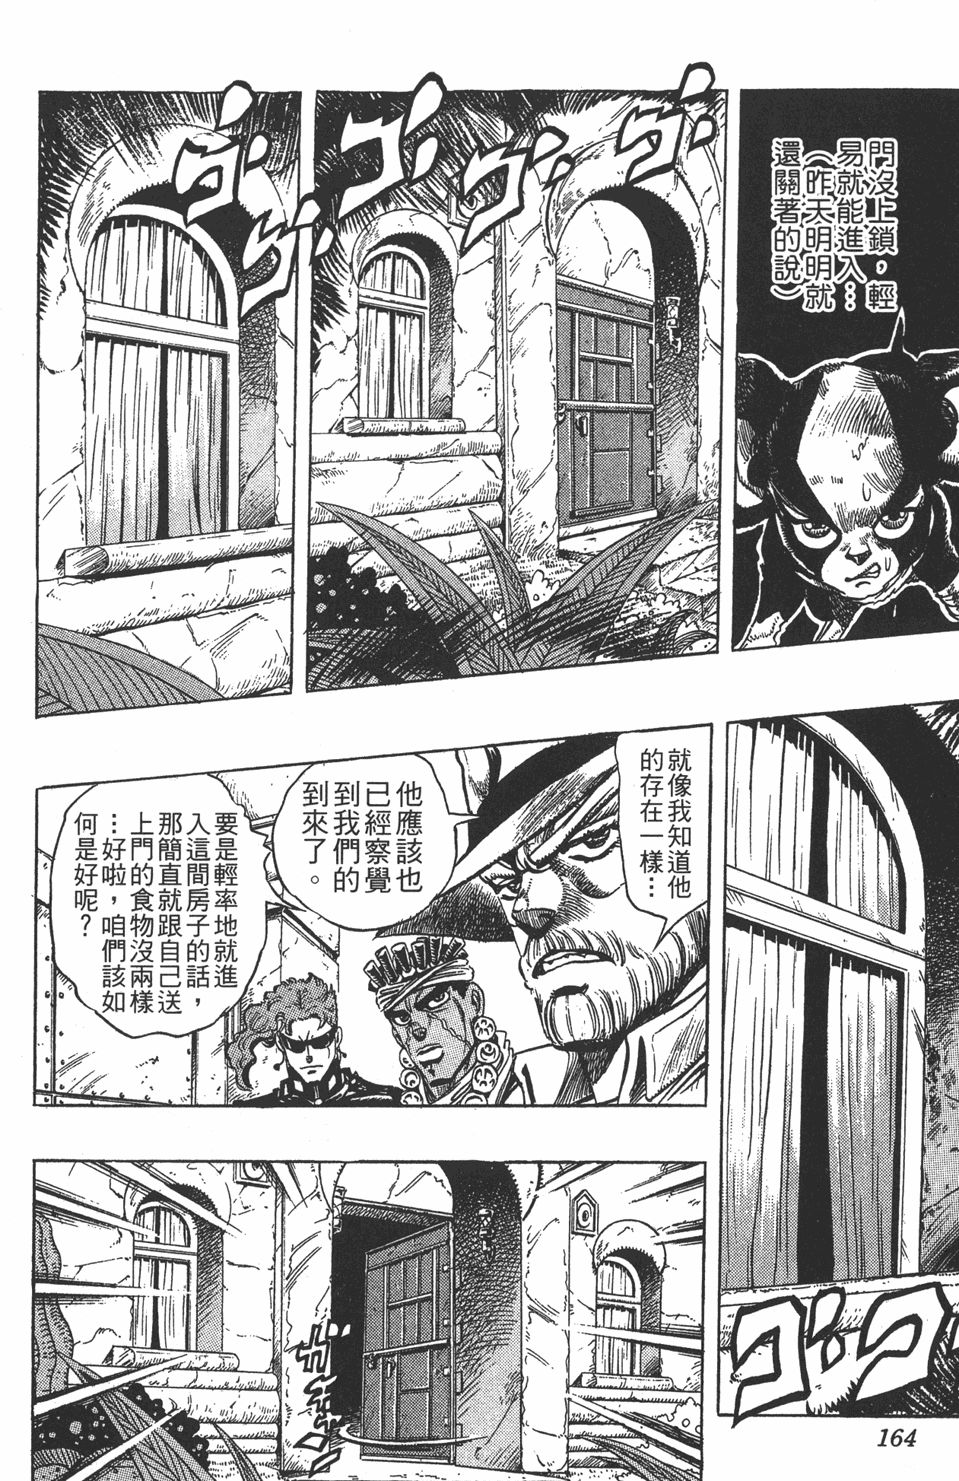 門沒上鎖，輕
易就能進入…
（昨天明明就
還關著的說）
ゴゴゴゴゴ
就像我知道他
的存在一樣…
他應該也
已經察覺
到我們的
到來了。
要是輕率地就進
入這間房子的話，
那簡直就跟自己送
上門的食物沒兩樣
…好啦，咱們該如
何是好呢？
164